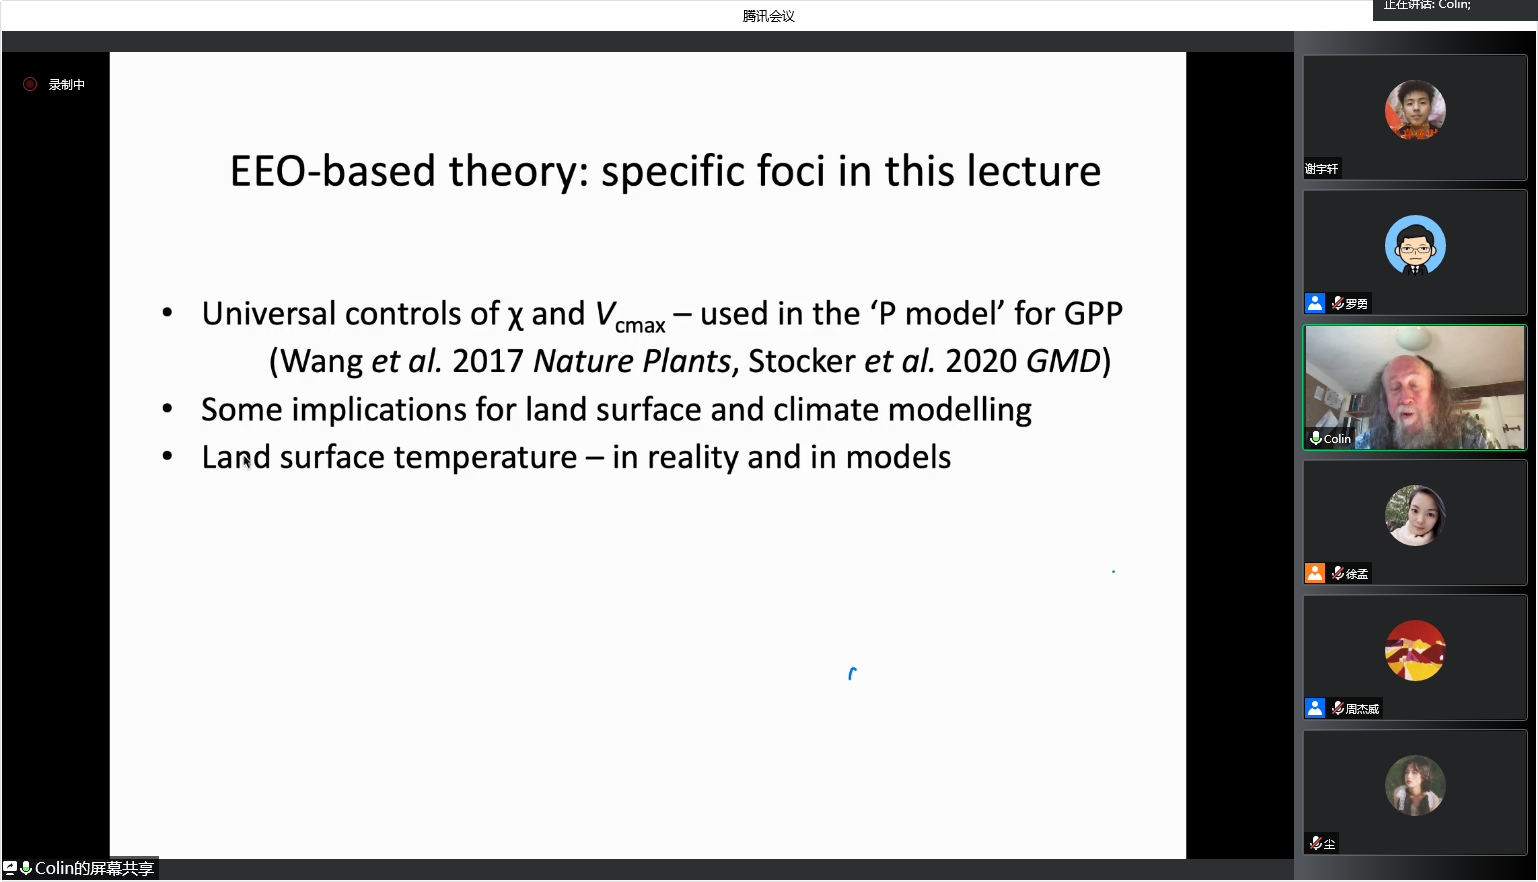 腾讯会议
正在讲话: Colin;
录制中
EEO-based theory: specific foci in this lecture
• Universal controls of χ and Vcmax – used in the ‘P model’ for GPP
(Wang et al. 2017 Nature Plants, Stocker et al. 2020 GMD)
• Some implications for land surface and climate modelling
• Land surface temperature – in reality and in models
谢宇轩
罗勇
Colin
徐孟
周杰威
尘
Colin的屏幕共享